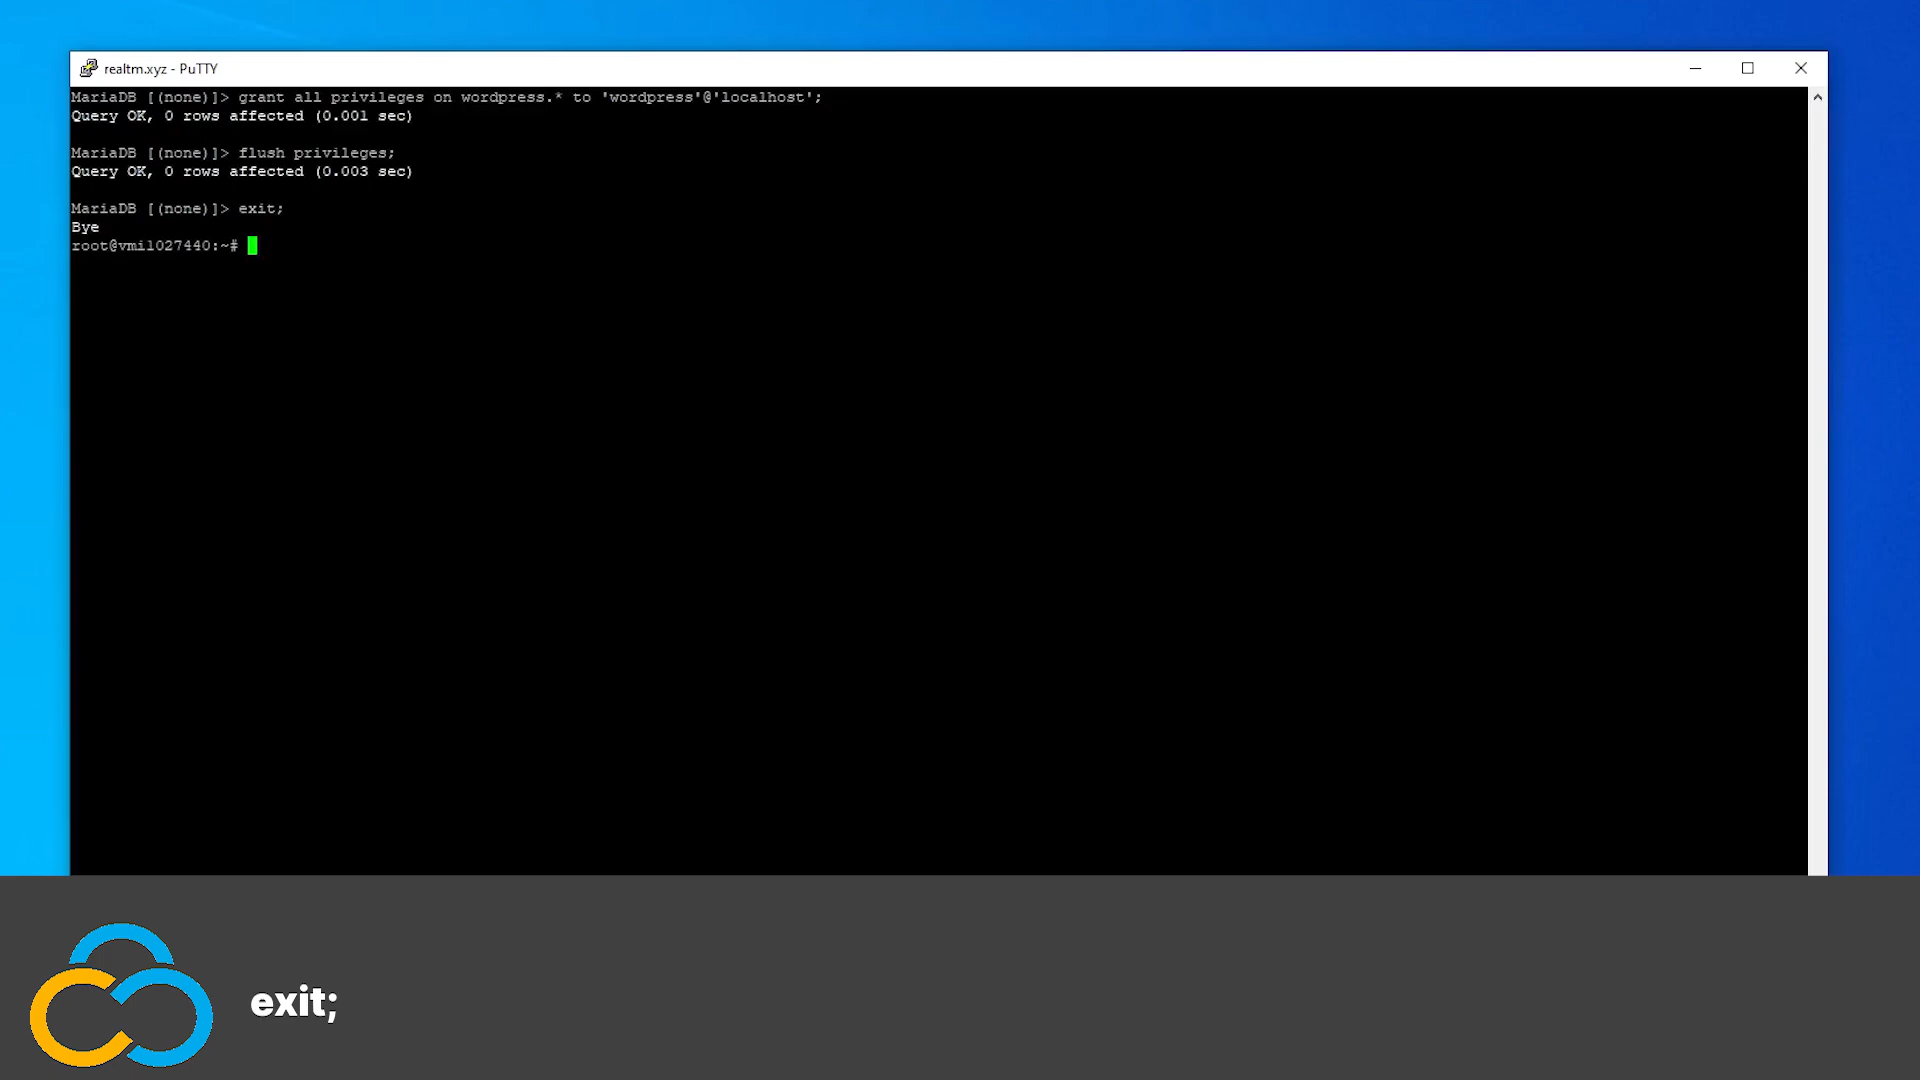 realtm.xyz - PuTTY
MariaDB [(none)]> grant all privileges on wordpress.* to 'wordpress'@'localhost';
Query OK, 0 rows affected (0.001 sec)
MariaDB [(none)]> flush privileges;
Query OK, 0 rows affected (0.003 sec)
MariaDB [(none)]> exit;
Bye
root@vmi1027440:~#
exit;